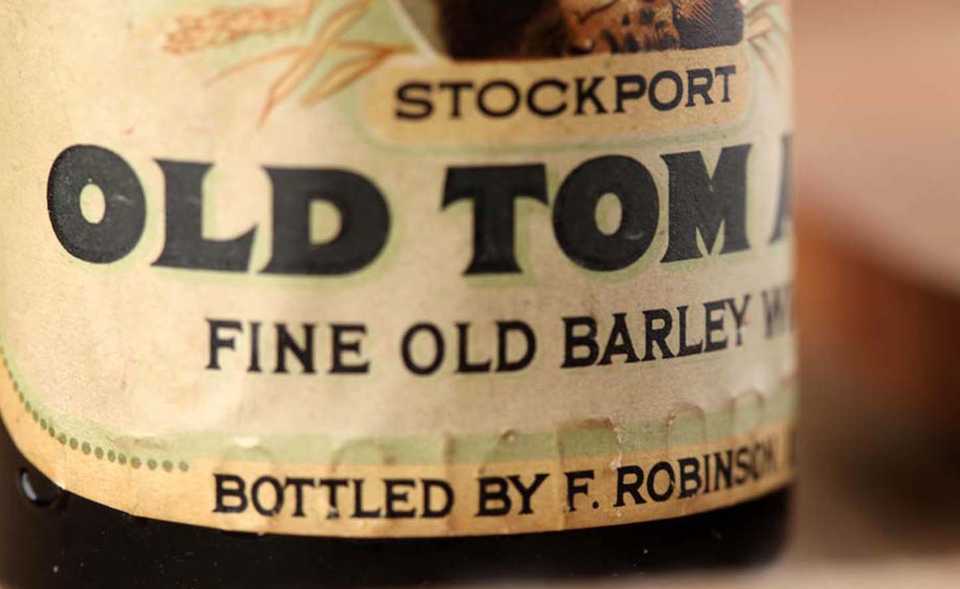 STOCKPORT
OLD TOM A
FINE OLD BARLEY
BOTTLED BY F. ROBINSON